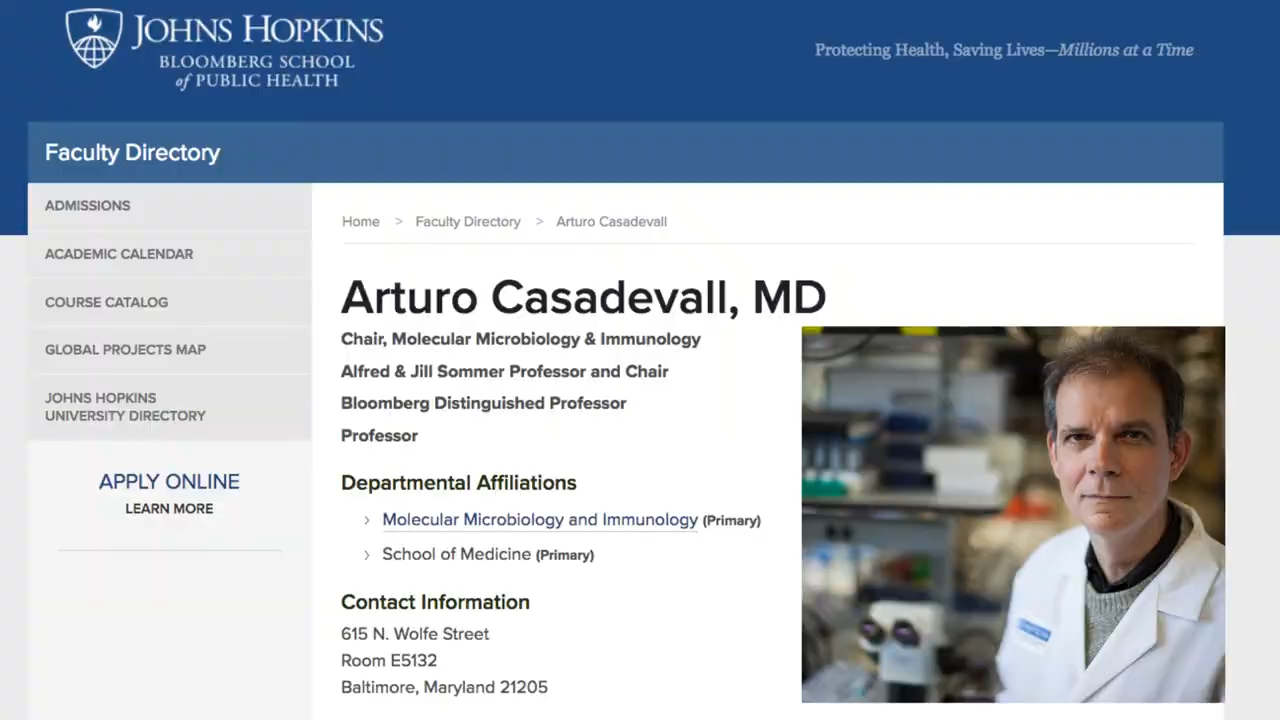 JOHNS HOPKINS
BLOOMBERG SCHOOL
of PUBLIC HEALTH
Protecting Health, Saving Lives—Millions at a Time
Faculty Directory
ADMISSIONS
ACADEMIC CALENDAR
COURSE CATALOG
GLOBAL PROJECTS MAP
JOHNS HOPKINS
UNIVERSITY DIRECTORY
APPLY ONLINE
LEARN MORE
Home > Faculty Directory > Arturo Casadevall
Arturo Casadevall, MD
Chair, Molecular Microbiology & Immunology
Alfred & Jill Sommer Professor and Chair
Bloomberg Distinguished Professor
Professor
Departmental Affiliations
› Molecular Microbiology and Immunology (Primary)
› School of Medicine (Primary)
Contact Information
615 N. Wolfe Street
Room E5132
Baltimore, Maryland 21205